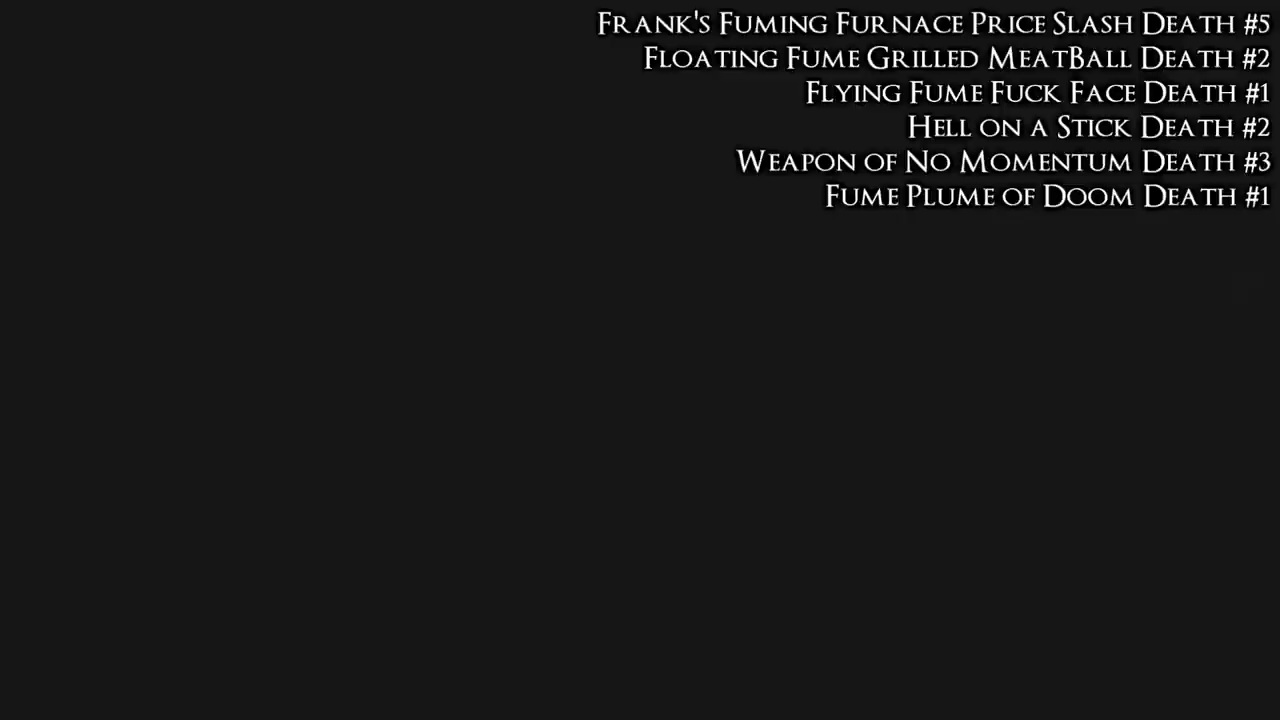 Frank's Fuming Furnace Price Slash Death #5
Floating Fume Grilled MeatBall Death #2
Flying Fume Fuck Face Death #1
Hell on a Stick Death #2
Weapon of No Momentum Death #3
Fume Plume of Doom Death #1